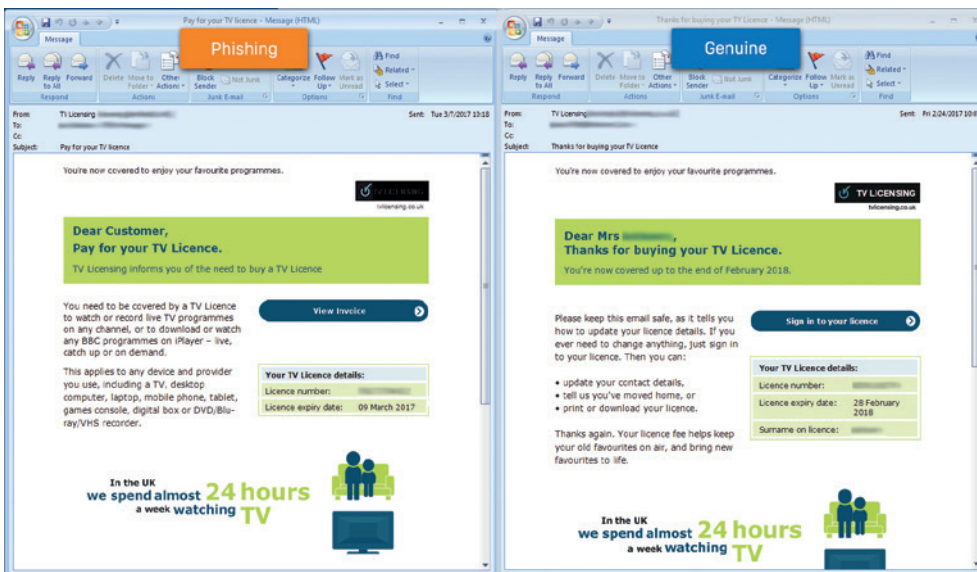 Pay for your TV licence - Message (HTML)
Phishing
Message
Reply
Reply to All
Forward
Delete
Move to Folder
Other Actions
Block Sender
Not Junk
Categorize
Follow Up
Mark as Unread
Find
Related
Select
Respond
Actions
Junk E-mail
Options
Find
From: TV Licensing
Sent: Tue 3/7/2017 13:18
To:
Cc:
Subject: Pay for your TV licence
You're now covered to enjoy your favourite programmes.
TV LICENSING
tvlicensing.co.uk
Dear Customer,
Pay for your TV Licence.
TV Licensing informs you of the need to buy a TV Licence
You need to be covered by a TV Licence
to watch or record live TV programmes
on any channel, or to download or watch
any BBC programmes on iPlayer – live,
catch up or on demand.
This applies to any device and provider
you use, including a TV, desktop
computer, laptop, mobile phone, tablet,
games console, digital box or DVD/Blu-
ray/VHS recorder.
View Invoice
Your TV Licence details:
Licence number:
Licence expiry date: 09 March 2017
In the UK
we spend almost 24 hours
a week watching TV
Thanks for buying your TV Licence - Message (HTML)
Genuine
Message
Reply
Reply to All
Forward
Delete
Move to Folder
Other Actions
Block Sender
Not Junk
Categorize
Follow Up
Mark as Unread
Find
Related
Select
Respond
Actions
Junk E-mail
Options
Find
From: TV Licensing
Sent: Fri 2/24/2017
To:
Cc:
Subject: Thanks for buying your TV Licence
You're now covered to enjoy your favourite programmes.
TV LICENSING
tvlicensing.co.uk
Dear Mrs ,
Thanks for buying your TV Licence.
You're now covered up to the end of February 2018.
Please keep this email safe, as it tells you
how to update your licence details. If you
ever need to change anything, just sign in
to your licence. Then you can:
• update your contact details,
• tell us you've moved home, or
• print or download your licence.
Thanks again. Your licence fee helps keep
your old favourites on air, and bring new
favourites to life.
Sign in to your licence
Your TV Licence details:
Licence number:
Licence expiry date: 28 February
2018
Surname on licence:
In the UK
we spend almost 24 hours
a week watching TV